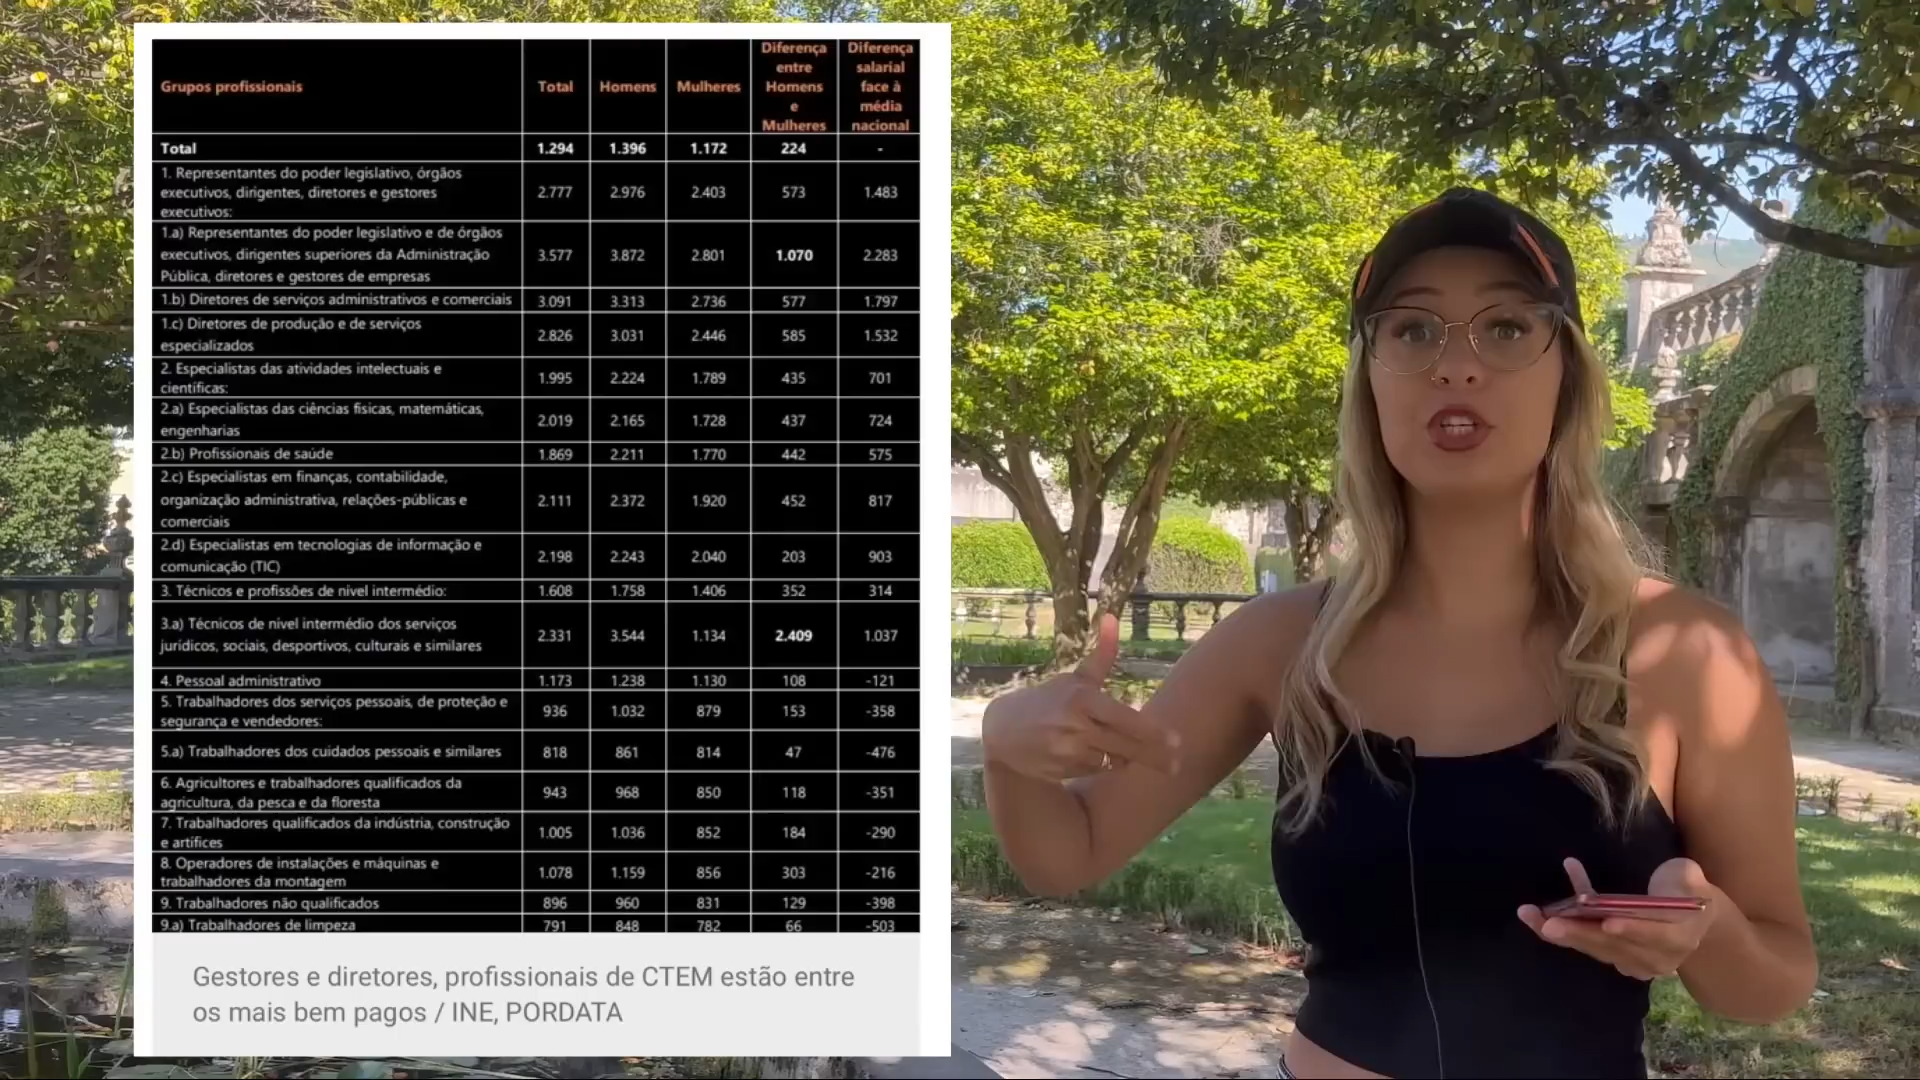 Grupos profissionais Total Homens Mulheres Diferença entre Homens e Mulheres Diferença salarial face à média nacional
Total 1.294 1.396 1.172 224 -
1. Representantes do poder legislativo, órgãos
executivos, dirigentes, diretores e gestores
executivos: 2.777 2.976 2.403 573 1.483
1.a) Representantes do poder legislativo e de órgãos
executivos, dirigentes superiores da Administração
Pública, diretores e gestores de empresas 3.577 3.872 2.801 1.070 2.283
1.b) Diretores de serviços administrativos e comerciais 3.091 3.313 2.736 577 1.797
1.c) Diretores de produção e de serviços
especializados 2.826 3.031 2.446 585 1.532
2. Especialistas das atividades intelectuais e
científicas: 1.995 2.224 1.789 435 701
2.a) Especialistas das ciências físicas, matemáticas,
engenharias 2.019 2.165 1.728 437 724
2.b) Profissionais de saúde 1.869 2.211 1.770 442 575
2.c) Especialistas em finanças, contabilidade,
organização administrativa, relações-públicas e
comerciais 2.111 2.372 1.920 452 817
2.d) Especialistas em tecnologias de informação e
comunicação (TIC) 2.198 2.243 2.040 203 903
3. Técnicos e profissões de nível intermédio: 1.608 1.758 1.406 352 314
3.a) Técnicos de nível intermédio dos serviços
jurídicos, sociais, desportivos, culturais e similares 2.331 3.544 1.134 2.409 1.037
4. Pessoal administrativo 1.173 1.238 1.130 108 -121
5. Trabalhadores dos serviços pessoais, de proteção e
segurança e vendedores: 936 1.032 879 153 -358
5.a) Trabalhadores dos cuidados pessoais e similares 818 861 814 47 -476
6. Agricultores e trabalhadores qualificados da
agricultura, da pesca e da floresta 943 968 850 118 -351
7. Trabalhadores qualificados da indústria, construção
e artífices 1.005 1.036 852 184 -290
8. Operadores de instalações e máquinas e
trabalhadores da montagem 1.078 1.159 856 303 -216
9. Trabalhadores não qualificados 896 960 831 129 -398
9.a) Trabalhadores de limpeza 791 848 782 66 -503
Gestores e diretores, profissionais de CTEM estão entre
os mais bem pagos / INE, PORDATA